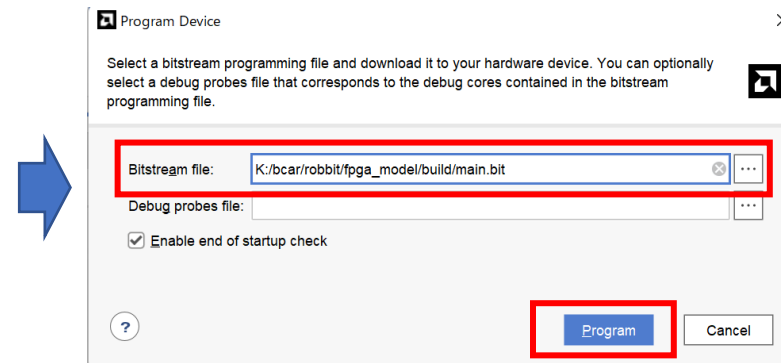 Program Device
Select a bitstream programming file and download it to your hardware device. You can optionally
select a debug probes file that corresponds to the debug cores contained in the bitstream
programming file.
Bitstream file: K:/bcar/robbit/fpga_model/build/main.bit ...
Debug probes file: ...
Enable end of startup check
? Program Cancel